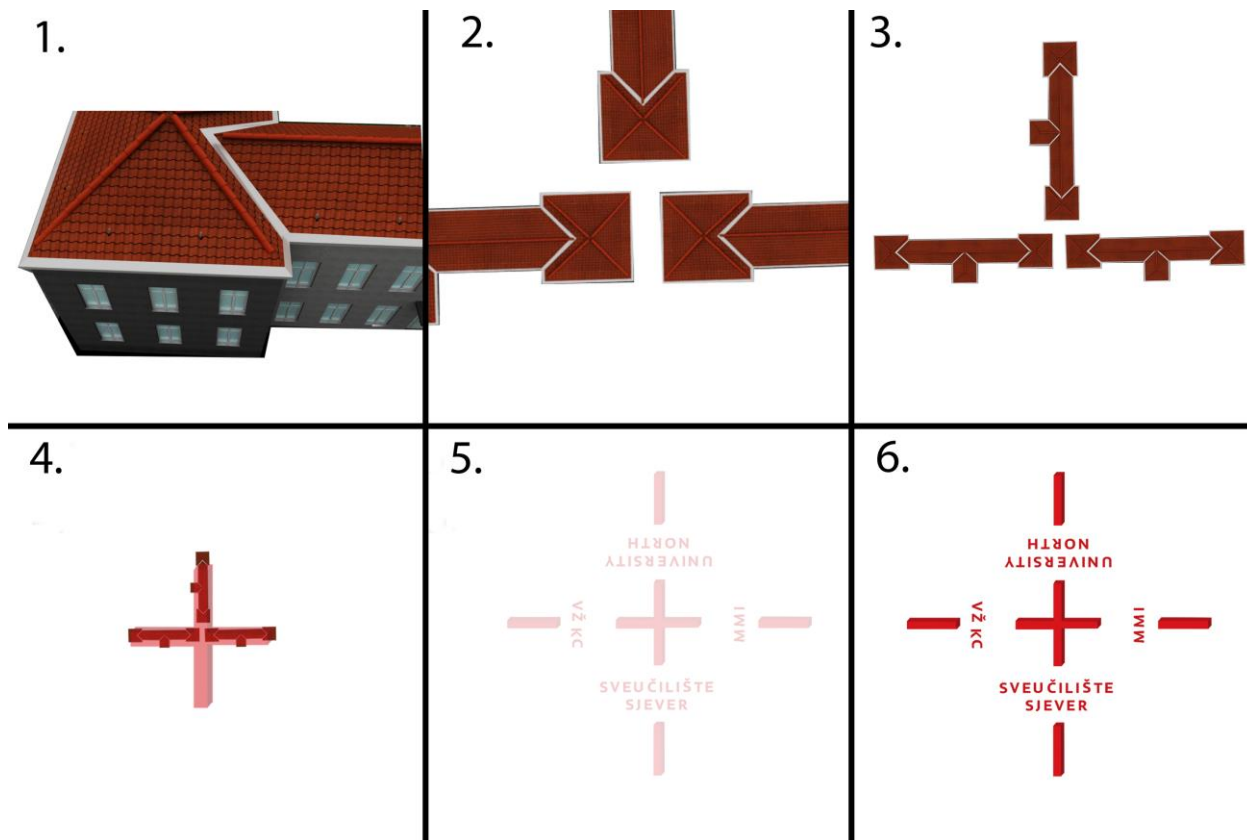 1.
2.
3.
4.
5.
UNIVERSITY
NORTH
VŽ KC
MMI
SVEUČILIŠTE
SJEVER
6.
UNIVERSITY
NORTH
VŽ KC
MMI
SVEUČILIŠTE
SJEVER